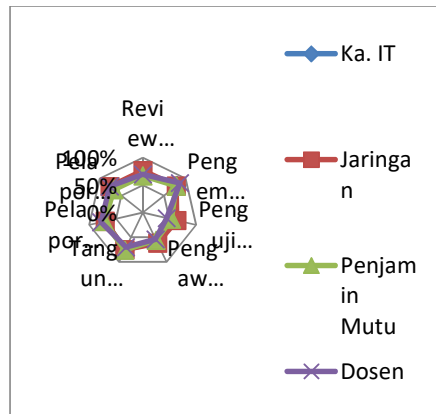 Revi
ew...
Peng
em...
Peng
uji...
Peng
aw...
Tang
un...
Pela
por...
Pela
por...
100%
50%
0%
Ka. IT
Jaringa
n
Penjam
in
Mutu
Dosen